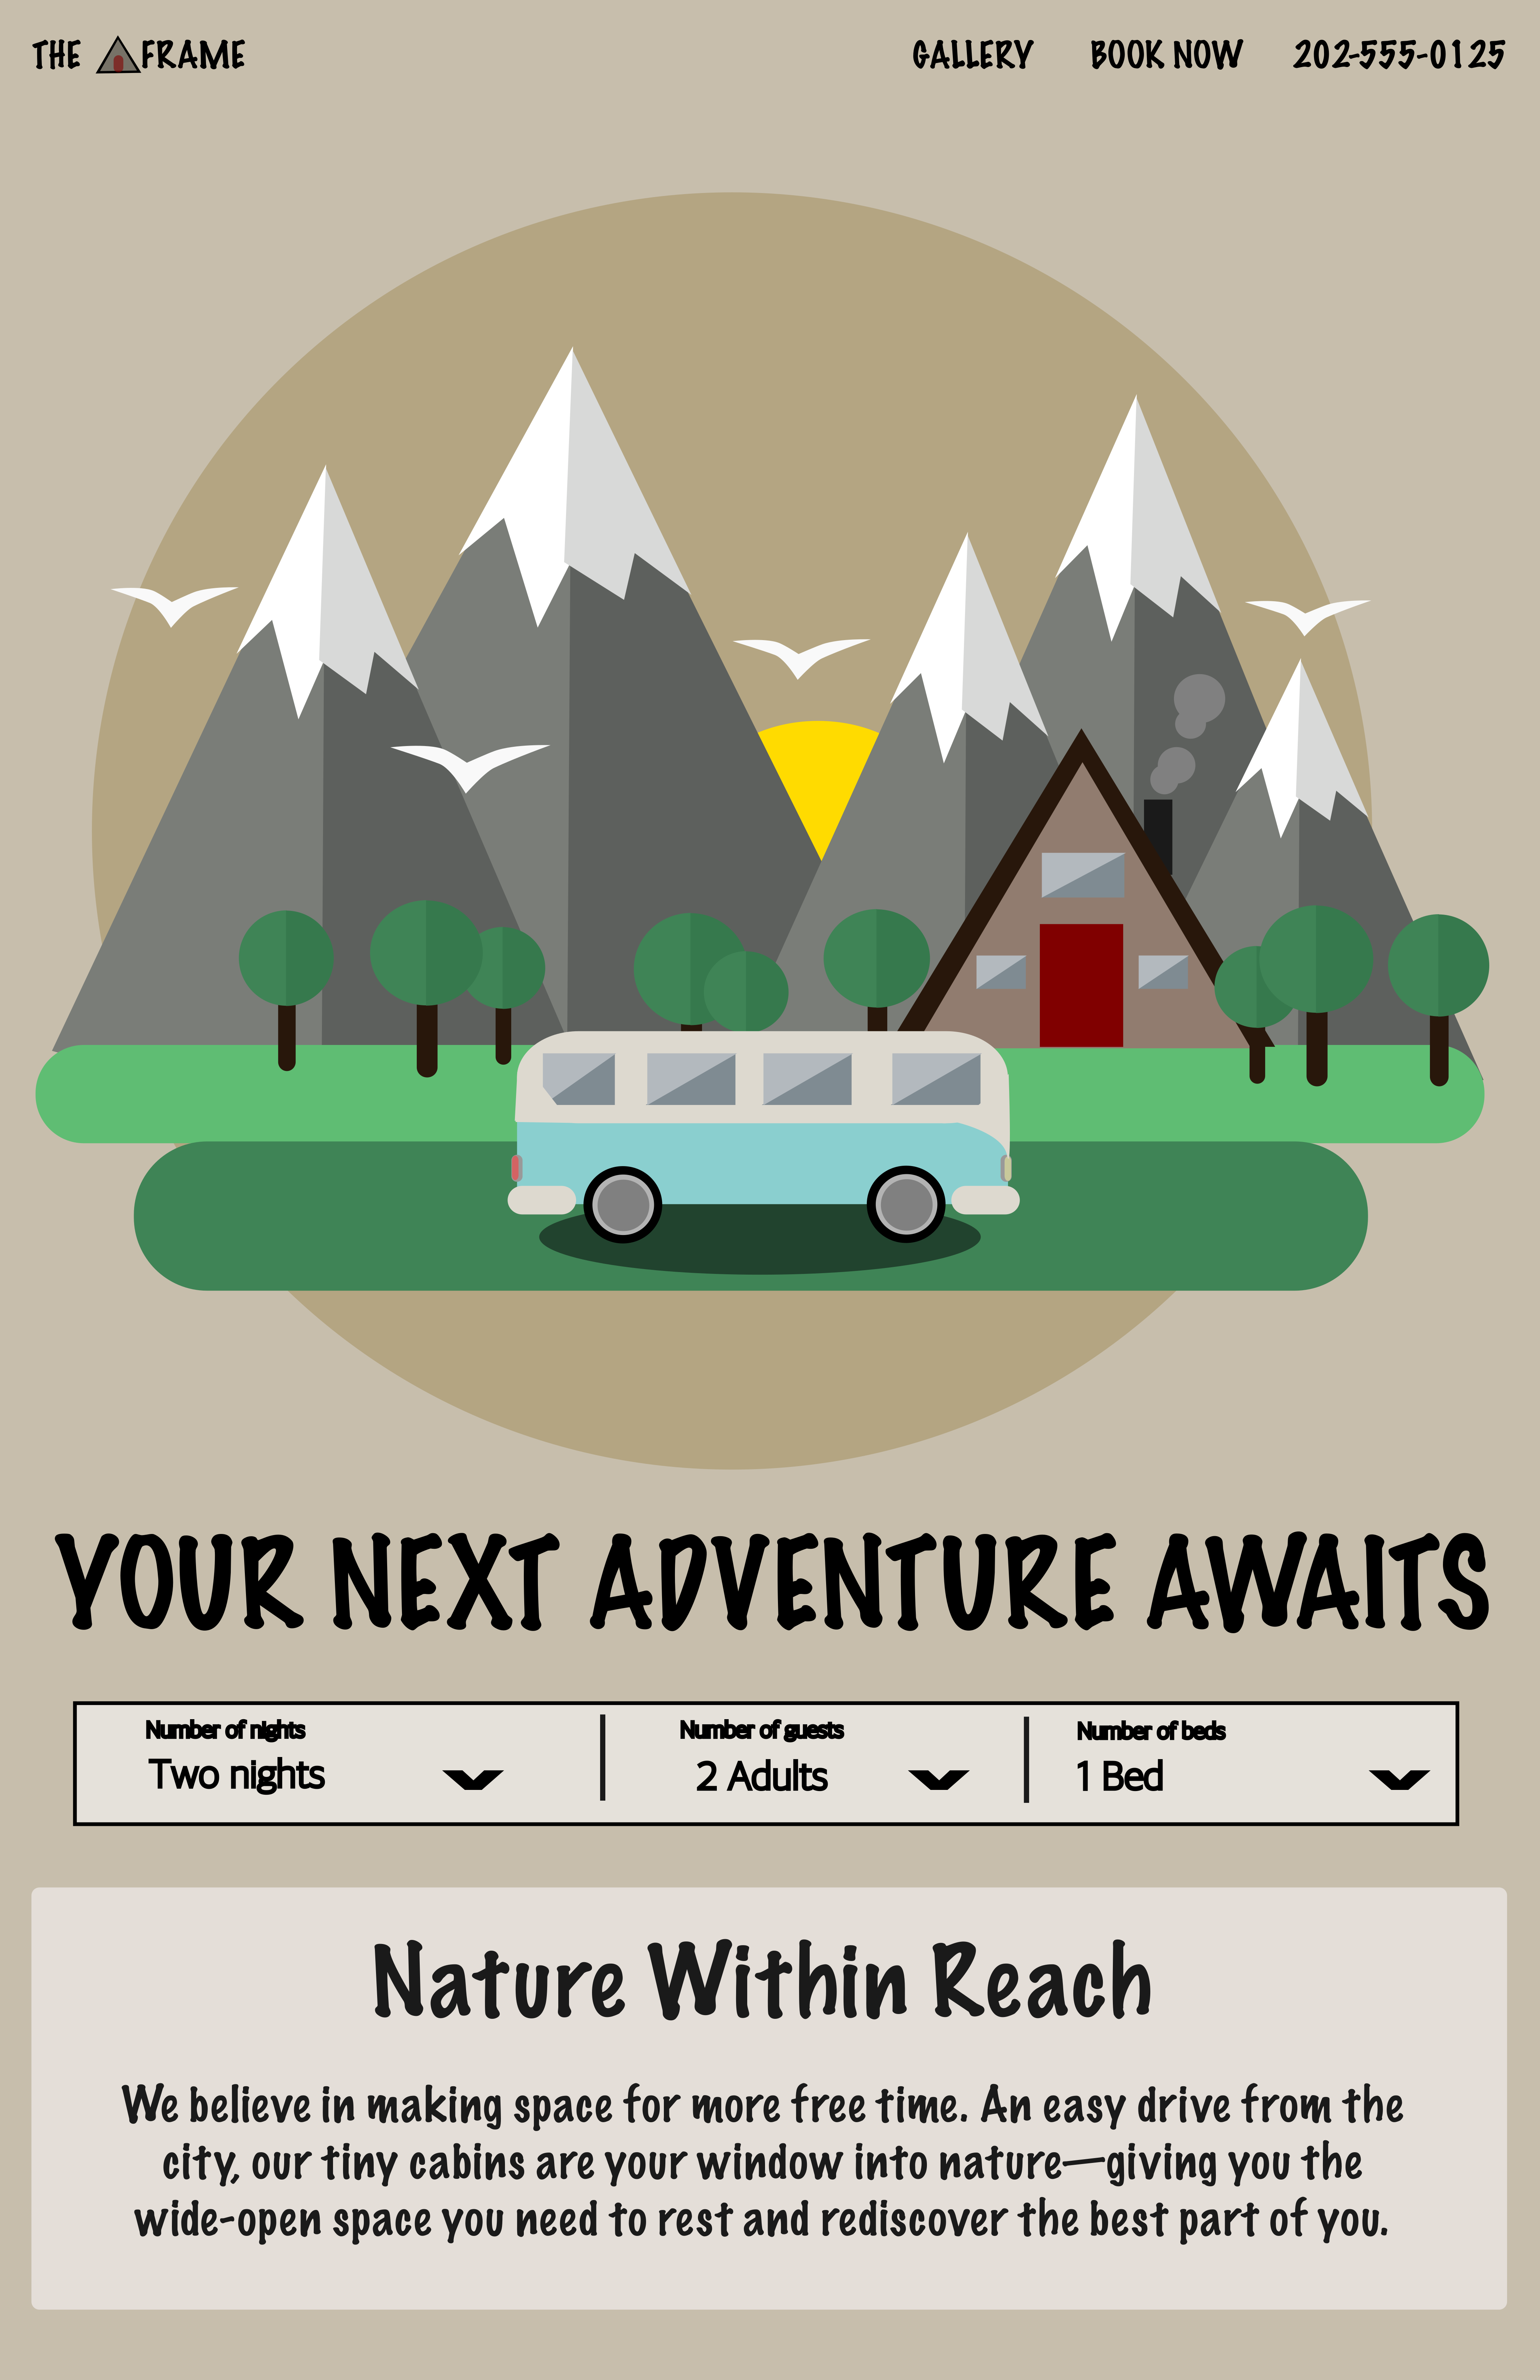 THE FRAME GALLERY BOOK NOW 202-555-0125
YOUR NEXT ADVENTURE AWAITS
Number of nights Number of guests Number of beds
Two nights 2 Adults 1 Bed
Nature Within Reach
We believe in making space for more free time. An easy drive from the
city, our tiny cabins are your window into nature—giving you the
wide-open space you need to rest and rediscover the best part of you.